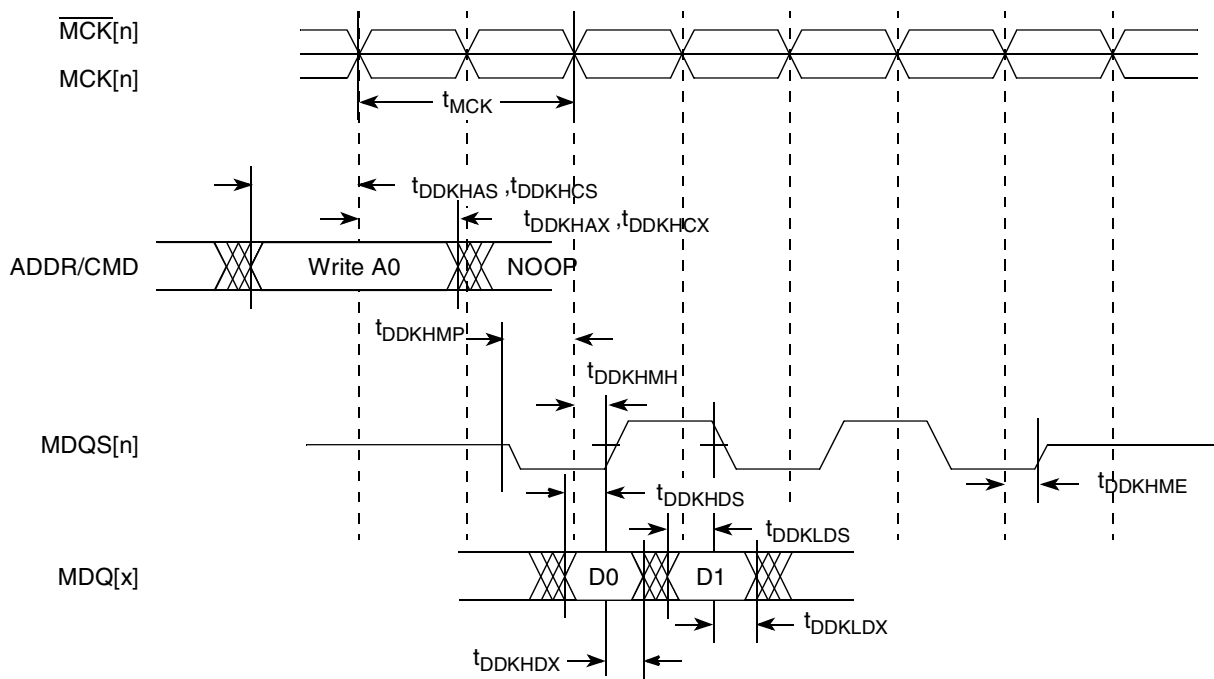 MCK[n]
MCK[n]
tMCK
tDDKHAS ,tDDKHCS
tDDKHAX ,tDDKHCX
ADDR/CMD
Write A0
NOOP
tDDKHMP
tDDKHMH
MDQS[n]
tDDKHME
tDDKHDS
tDDKLDS
MDQ[x]
D0
D1
tDDKLDX
tDDKHDX